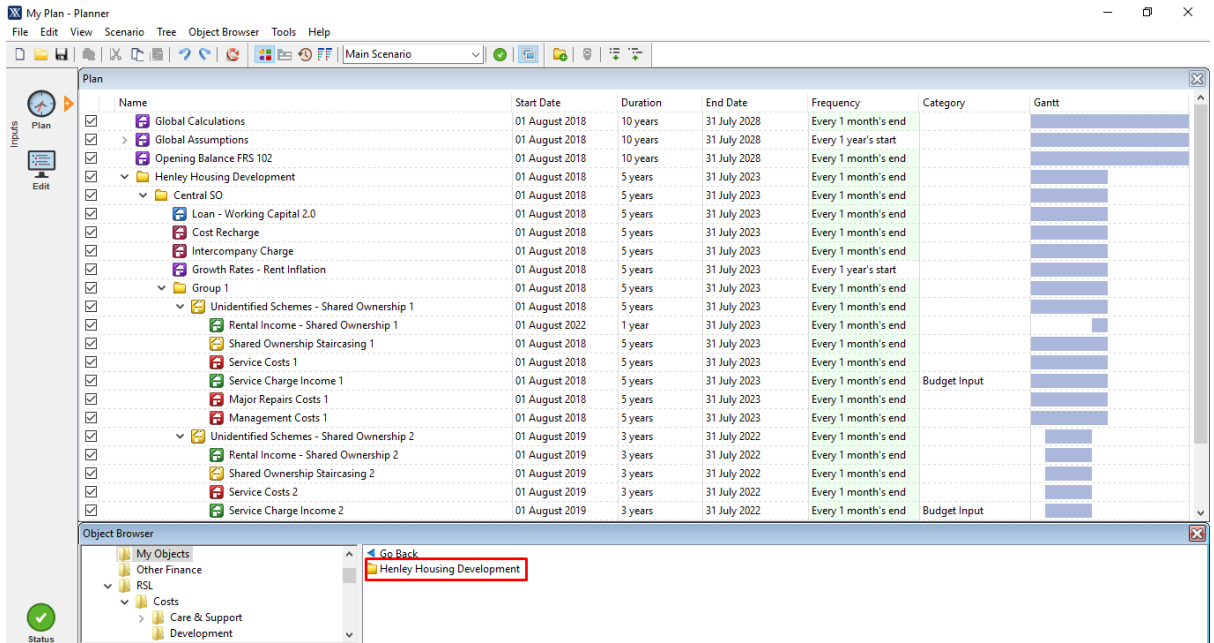 My Plan - Planner
File Edit View Scenario Tree Object Browser Tools Help
Main Scenario
Inputs
Plan
Edit
Status
Plan
Name Start Date Duration End Date Frequency Category Gantt
Global Calculations 01 August 2018 10 years 31 July 2028 Every 1 month's end
Global Assumptions 01 August 2018 10 years 31 July 2028 Every 1 year's start
Opening Balance FRS 102 01 August 2018 10 years 31 July 2028 Every 1 month's end
Henley Housing Development 01 August 2018 5 years 31 July 2023 Every 1 month's end
Central SO 01 August 2018 5 years 31 July 2023 Every 1 month's end
Loan - Working Capital 2.0 01 August 2018 5 years 31 July 2023 Every 1 month's end
Cost Recharge 01 August 2018 5 years 31 July 2023 Every 1 month's end
Intercompany Charge 01 August 2018 5 years 31 July 2023 Every 1 month's end
Growth Rates - Rent Inflation 01 August 2018 5 years 31 July 2023 Every 1 year's start
Group 1 01 August 2018 5 years 31 July 2023 Every 1 month's end
Unidentified Schemes - Shared Ownership 1 01 August 2018 5 years 31 July 2023 Every 1 month's end
Rental Income - Shared Ownership 1 01 August 2022 1 year 31 July 2023 Every 1 month's end
Shared Ownership Staircasing 1 01 August 2018 5 years 31 July 2023 Every 1 month's end
Service Costs 1 01 August 2018 5 years 31 July 2023 Every 1 month's end
Service Charge Income 1 01 August 2018 5 years 31 July 2023 Every 1 month's end Budget Input
Major Repairs Costs 1 01 August 2018 5 years 31 July 2023 Every 1 month's end
Management Costs 1 01 August 2018 5 years 31 July 2023 Every 1 month's end
Unidentified Schemes - Shared Ownership 2 01 August 2019 3 years 31 July 2022 Every 1 month's end
Rental Income - Shared Ownership 2 01 August 2019 3 years 31 July 2022 Every 1 month's end
Shared Ownership Staircasing 2 01 August 2019 3 years 31 July 2022 Every 1 month's end
Service Costs 2 01 August 2019 3 years 31 July 2022 Every 1 month's end
Service Charge Income 2 01 August 2019 3 years 31 July 2022 Every 1 month's end Budget Input
Object Browser
My Objects
Other Finance
RSL
Costs
Care & Support
Development
Go Back
Henley Housing Development